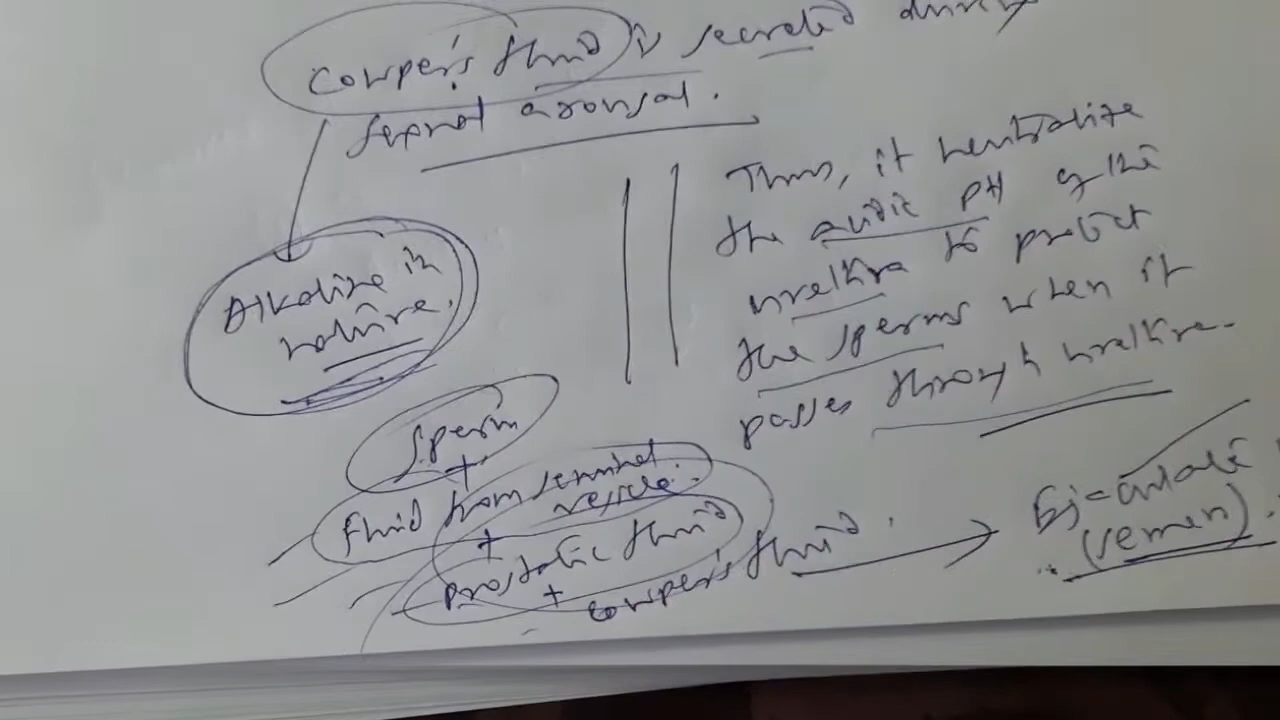 Cowper's fluid is secreted during
sexual arousal.
Alkaline in
nature.
Thus, it neutralize
the acidic pH of the
urethra to protect
the sperms when it
passes through urethra.
Sperm
+
fluid from seminal
vesicle.
+
prostatic fluid
+
cowper's fluid.
Ejaculate
(semen).